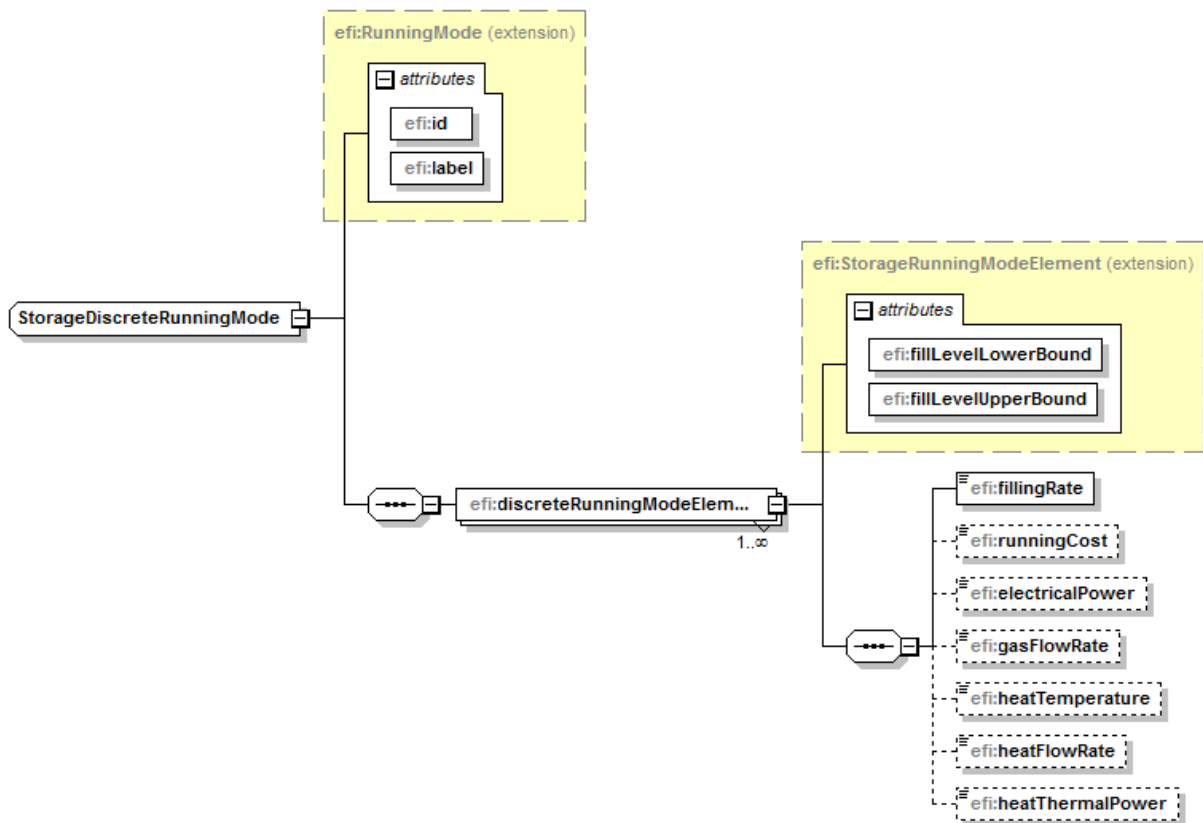 efi:RunningMode (extension)
attributes
efi:id
efi:label
efi:StorageRunningModeElement (extension)
attributes
StorageDiscreteRunningMode
efi:fillLevelLowerBound
efi:fillLevelUpperBound
efi:discreteRunningModeElem...
1..∞
efi:fillingRate
efi:runningCost
efi:electricalPower
efi:gasFlowRate
efi:heatTemperature
efi:heatFlowRate
efi:heatThermalPower